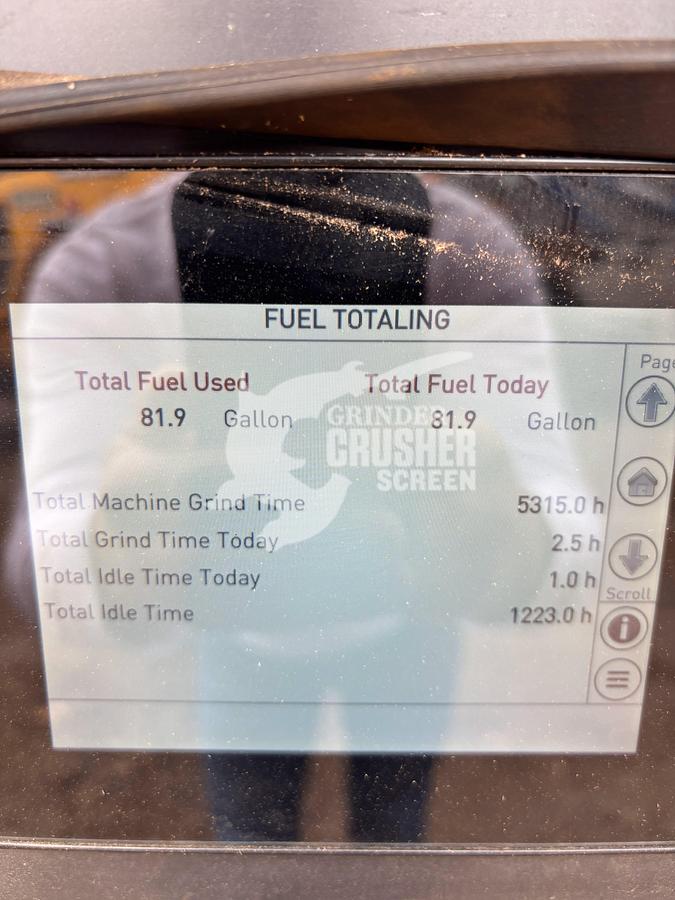 FUEL TOTALING
Total Fuel Used Total Fuel Today
81.9 Gallon 81.9 Gallon
GRINDER
CRUSHER
SCREEN
Total Machine Grind Time 5315.0 h
Total Grind Time Today 2.5 h
Total Idle Time Today 1.0 h
Total Idle Time 1223.0 h
Page
Scroll
i